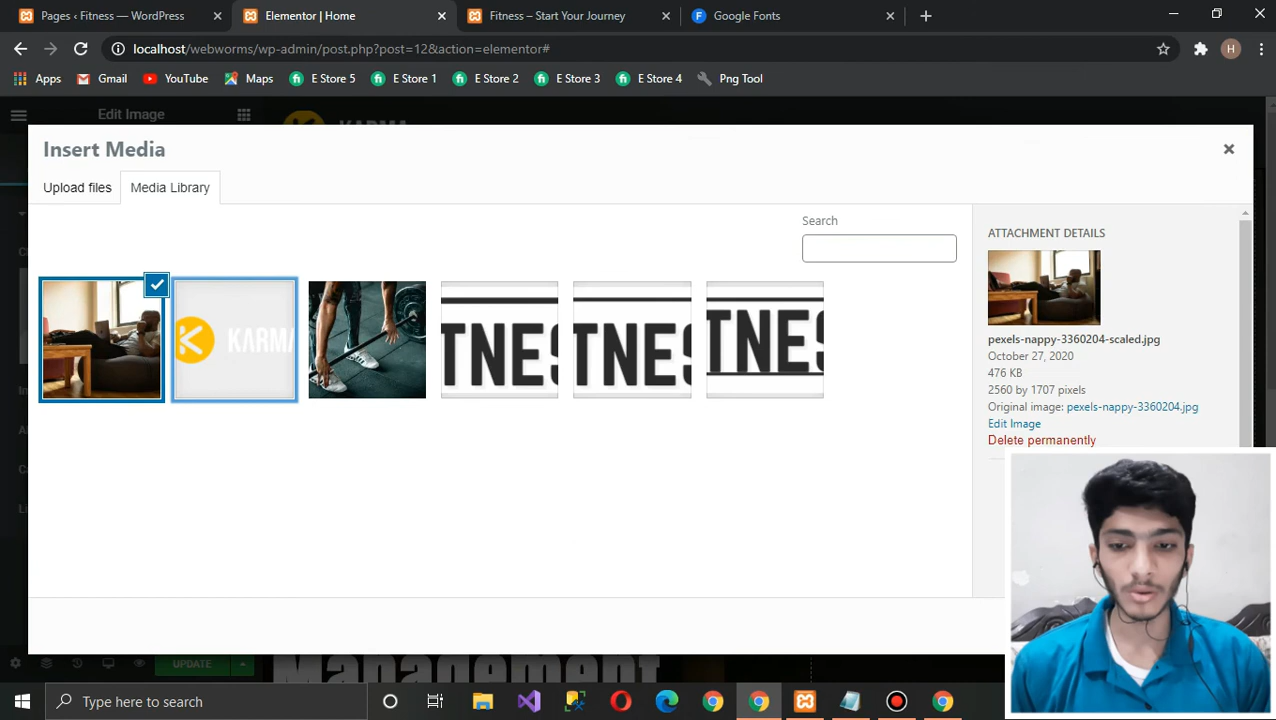 Pages ‹ Fitness — WordPress
Elementor | Home
Fitness – Start Your Journey
Google Fonts
localhost/webworms/wp-admin/post.php?post=12&action=elementor#
H
Apps
Gmail
YouTube
Maps
E Store 5
E Store 1
E Store 2
E Store 3
E Store 4
Png Tool
Edit Image
KARMA
Insert Media
Upload files
Media Library
Search
ATTACHMENT DETAILS
KARMA
TNES
TNES
TNES
pexels-nappy-3360204-scaled.jpg
October 27, 2020
476 KB
2560 by 1707 pixels
Original image: pexels-nappy-3360204.jpg
Edit Image
Delete permanently
UPDATE
Management
Type here to search